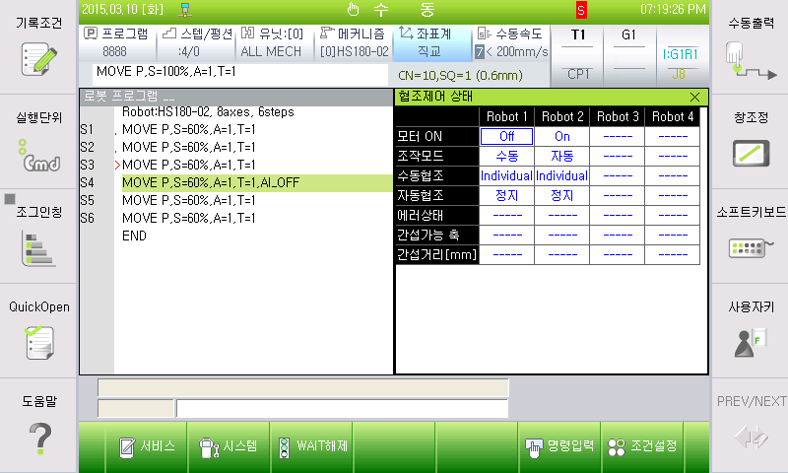 2015.03.10 [화] 수 동 S 07:19:26 PM
기록조건
실행단위
Cmd
조그인칭
QuickOpen
도움말
프로그램
8888
스텝/펑션
:4/0
유닛:[0]
ALL MECH
메커니즘
[0]HS180-02
좌표계
직교
수동속도
7< 200mm/s
T1
CP1
G1
I:G1R1
J8
MOVE P,S=100%,A=1,T=1
CN=10,SQ=1 (0.6mm)
로봇 프로그램 __
Robot:HS180-02, 8axes, 6steps
S1 MOVE P,S=60%,A=1,T=1
S2 MOVE P,S=60%,A=1,T=1
S3 >MOVE P,S=60%,A=1,T=1
S4 MOVE P,S=60%,A=1,T=1,AI_OFF
S5 MOVE P,S=60%,A=1,T=1
S6 MOVE P,S=60%,A=1,T=1
END
협조제어 상태
Robot 1 Robot 2 Robot 3 Robot 4
모터 ON Off On ----- -----
조작모드 수동 자동 ----- -----
수동협조 Individual Individual ----- -----
자동협조 정지 정지 ----- -----
에러상태 ----- ----- ----- -----
간섭가능 축 ----- ----- ----- -----
간섭거리[mm] ----- ----- ----- -----
수동출력
창조정
소프트키보드
사용자키
F
PREV/NEXT
서비스
시스템
WAIT해제
명령입력
조건설정